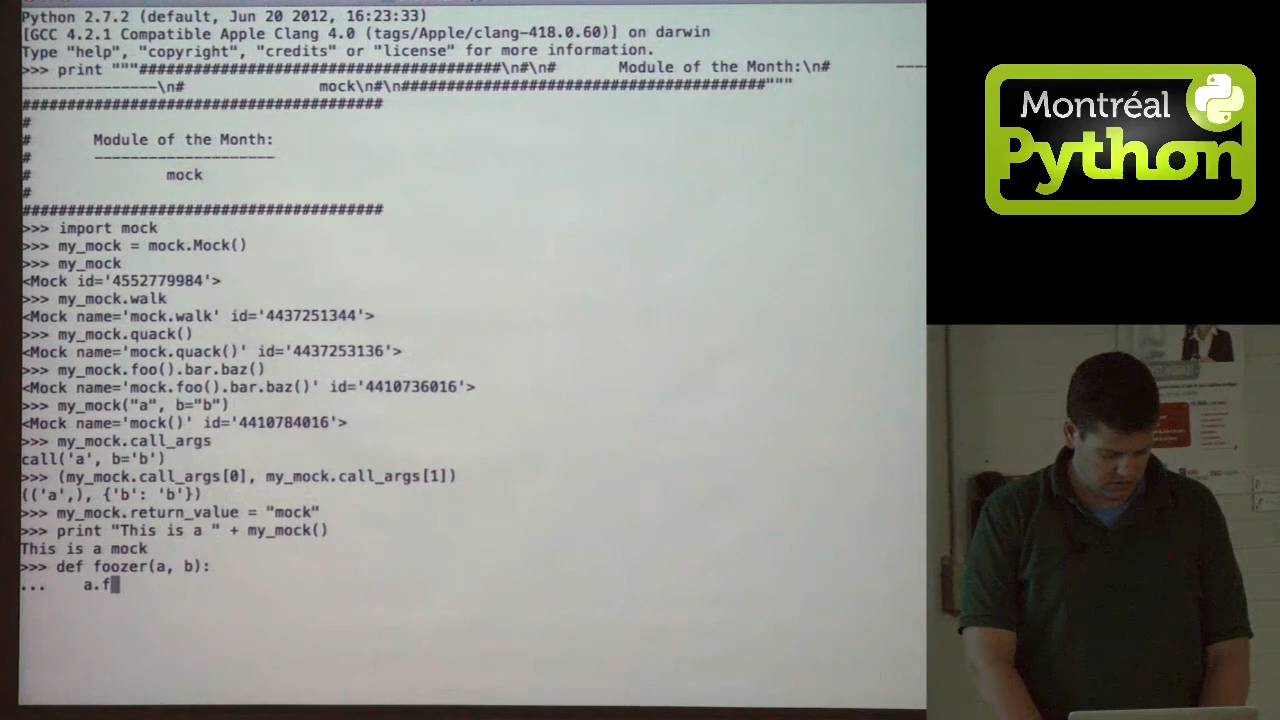 Python 2.7.2 (default, Jun 20 2012, 16:23:33)
[GCC 4.2.1 Compatible Apple Clang 4.0 (tags/Apple/clang-418.0.60)] on darwin
Type "help", "copyright", "credits" or "license" for more information.
>>> print """########################################\n#\n#       Module of the Month:\n#       ----
---------------\n#               mock\n#\n########################################"""
########################################
#
#       Module of the Month:
#       --------------------
#               mock
#
########################################
>>> import mock
>>> my_mock = mock.Mock()
>>> my_mock
<Mock id='4552779984'>
>>> my_mock.walk
<Mock name='mock.walk' id='4437251344'>
>>> my_mock.quack()
<Mock name='mock.quack()' id='4437253136'>
>>> my_mock.foo().bar.baz()
<Mock name='mock.foo().bar.baz()' id='4410736016'>
>>> my_mock("a", b="b")
<Mock name='mock()' id='4410784016'>
>>> my_mock.call_args
call('a', b='b')
>>> (my_mock.call_args[0], my_mock.call_args[1])
(('a',), {'b': 'b'})
>>> my_mock.return_value = "mock"
>>> print "This is a " + my_mock()
This is a mock
>>> def foozer(a, b):
...     a.f
Montréal
Python